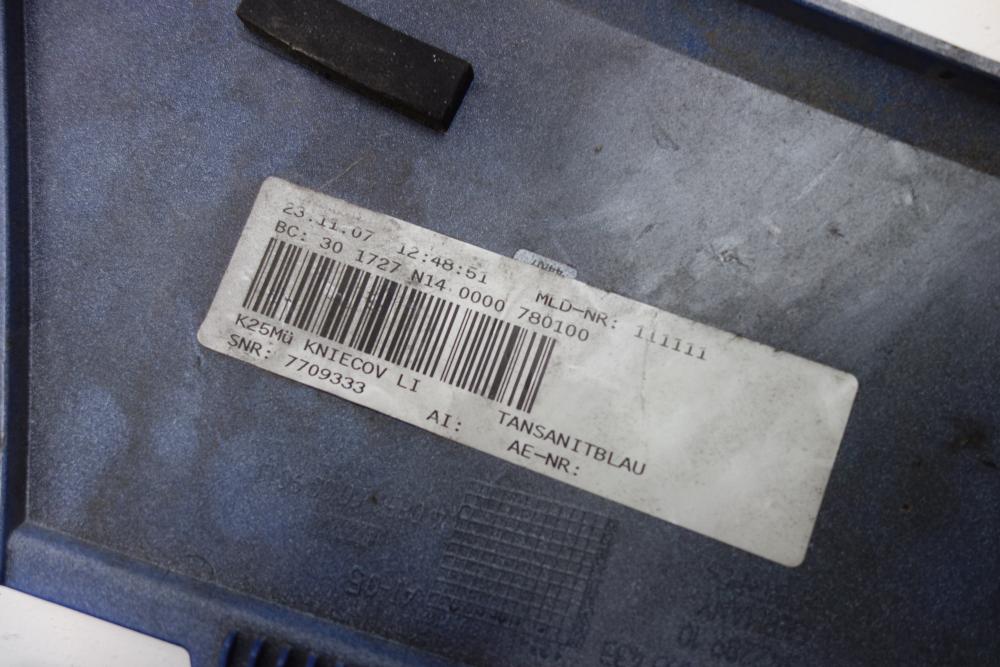 23.11.07 12:48:51 MLD-NR: 111111
BC: 30 1727 N14 0000 780100
K25Mü KNIECOV LI TANSANITBLAU
SNR: 7709333 AI: AE-NR: